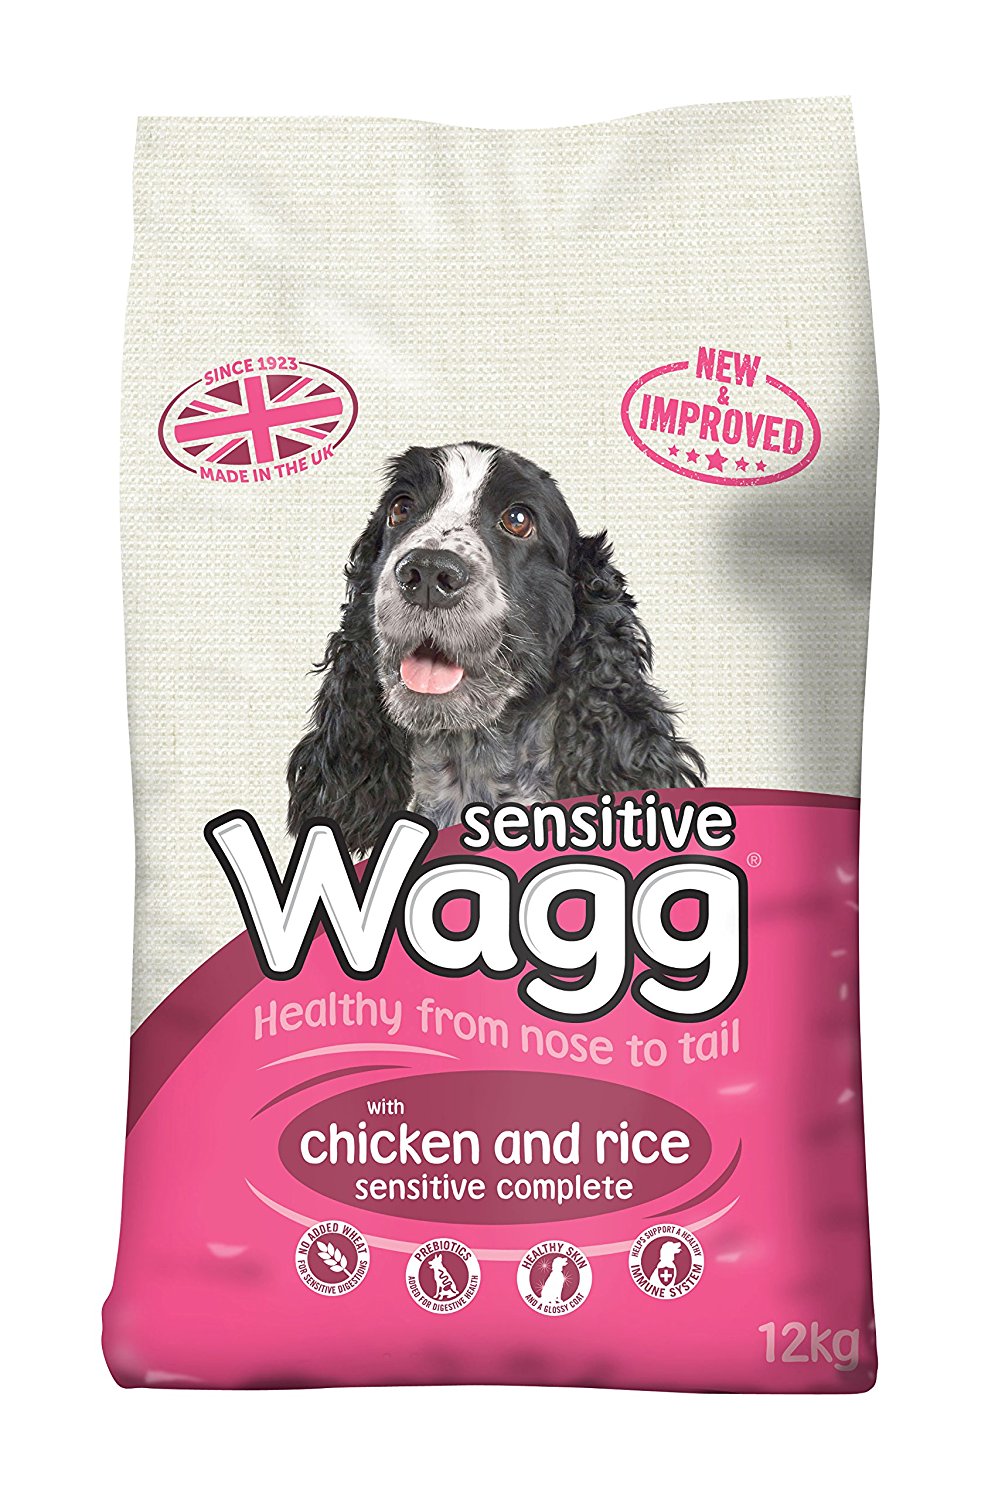 SINCE 1923
MADE IN THE UK
NEW
&
IMPROVED
sensitive
Wagg®
Healthy from nose to tail
with
chicken and rice
sensitive complete
NO ADDED WHEAT
FOR SENSITIVE DIGESTIONS
PREBIOTICS
ADDED FOR DIGESTIVE HEALTH
HEALTHY SKIN
AND A GLOSSY COAT
HELPS SUPPORT A HEALTHY
IMMUNE SYSTEM
12kg